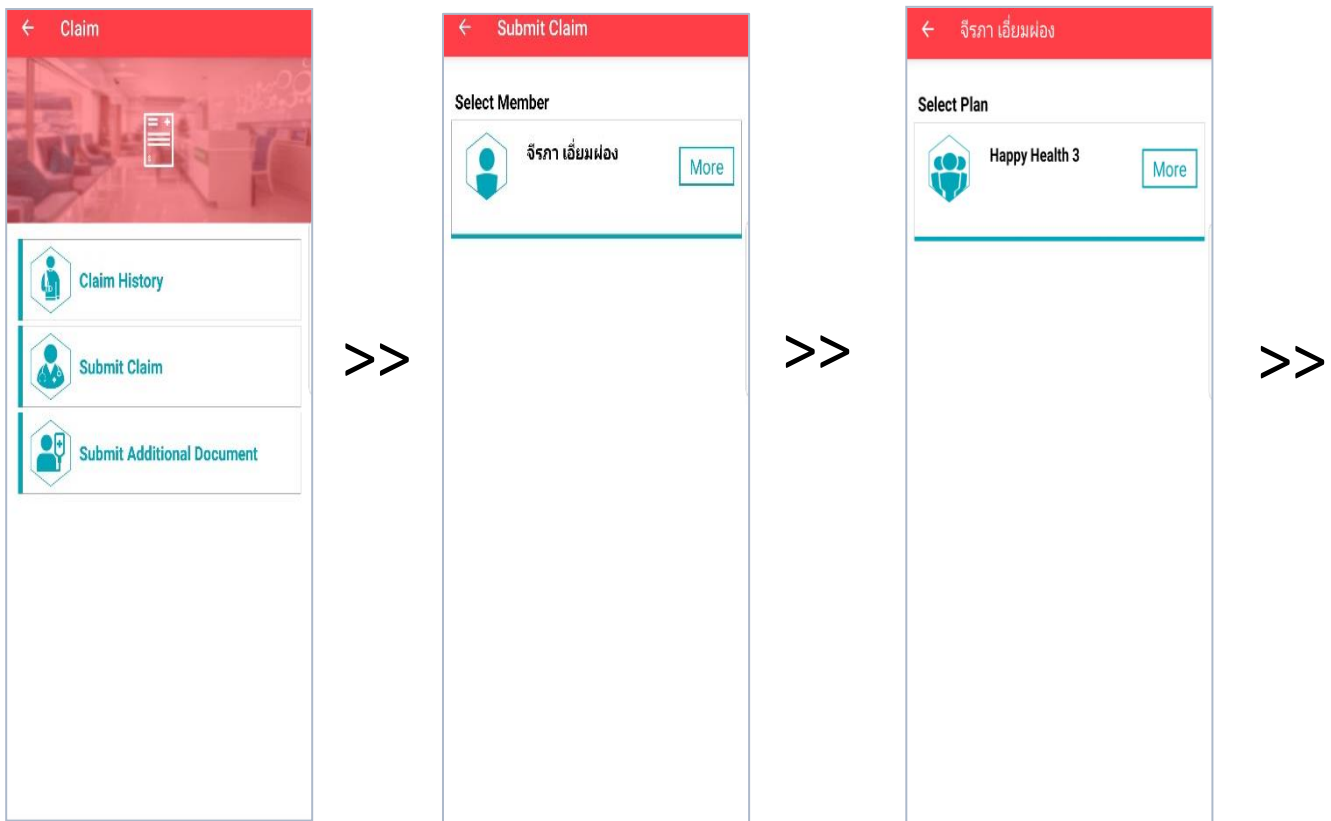 Claim
Claim History
Submit Claim
Submit Additional Document
>>
Submit Claim
Select Member
จีรภา เอี่ยมผ่อง
More
>>
จีรภา เอี่ยมผ่อง
Select Plan
Happy Health 3
More
>>